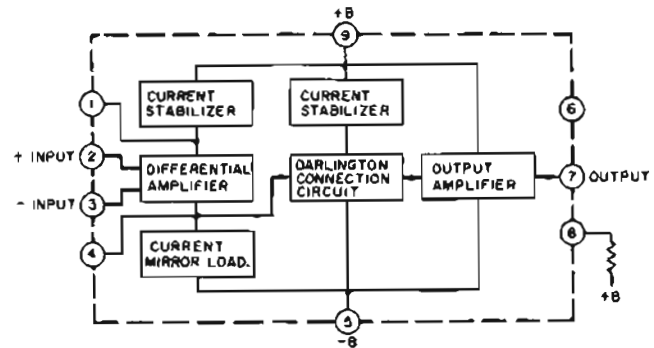 +B
9
1
CURRENT
STABILIZER
CURRENT
STABILIZER
6
+ INPUT 2
DIFFERENTIAL
AMPLIFIER
DARLINGTON
CONNECTION
CIRCUIT
OUTPUT
AMPLIFIER
7 OUTPUT
- INPUT 3
4
CURRENT
MIRROR LOAD.
8
+B
5
-B